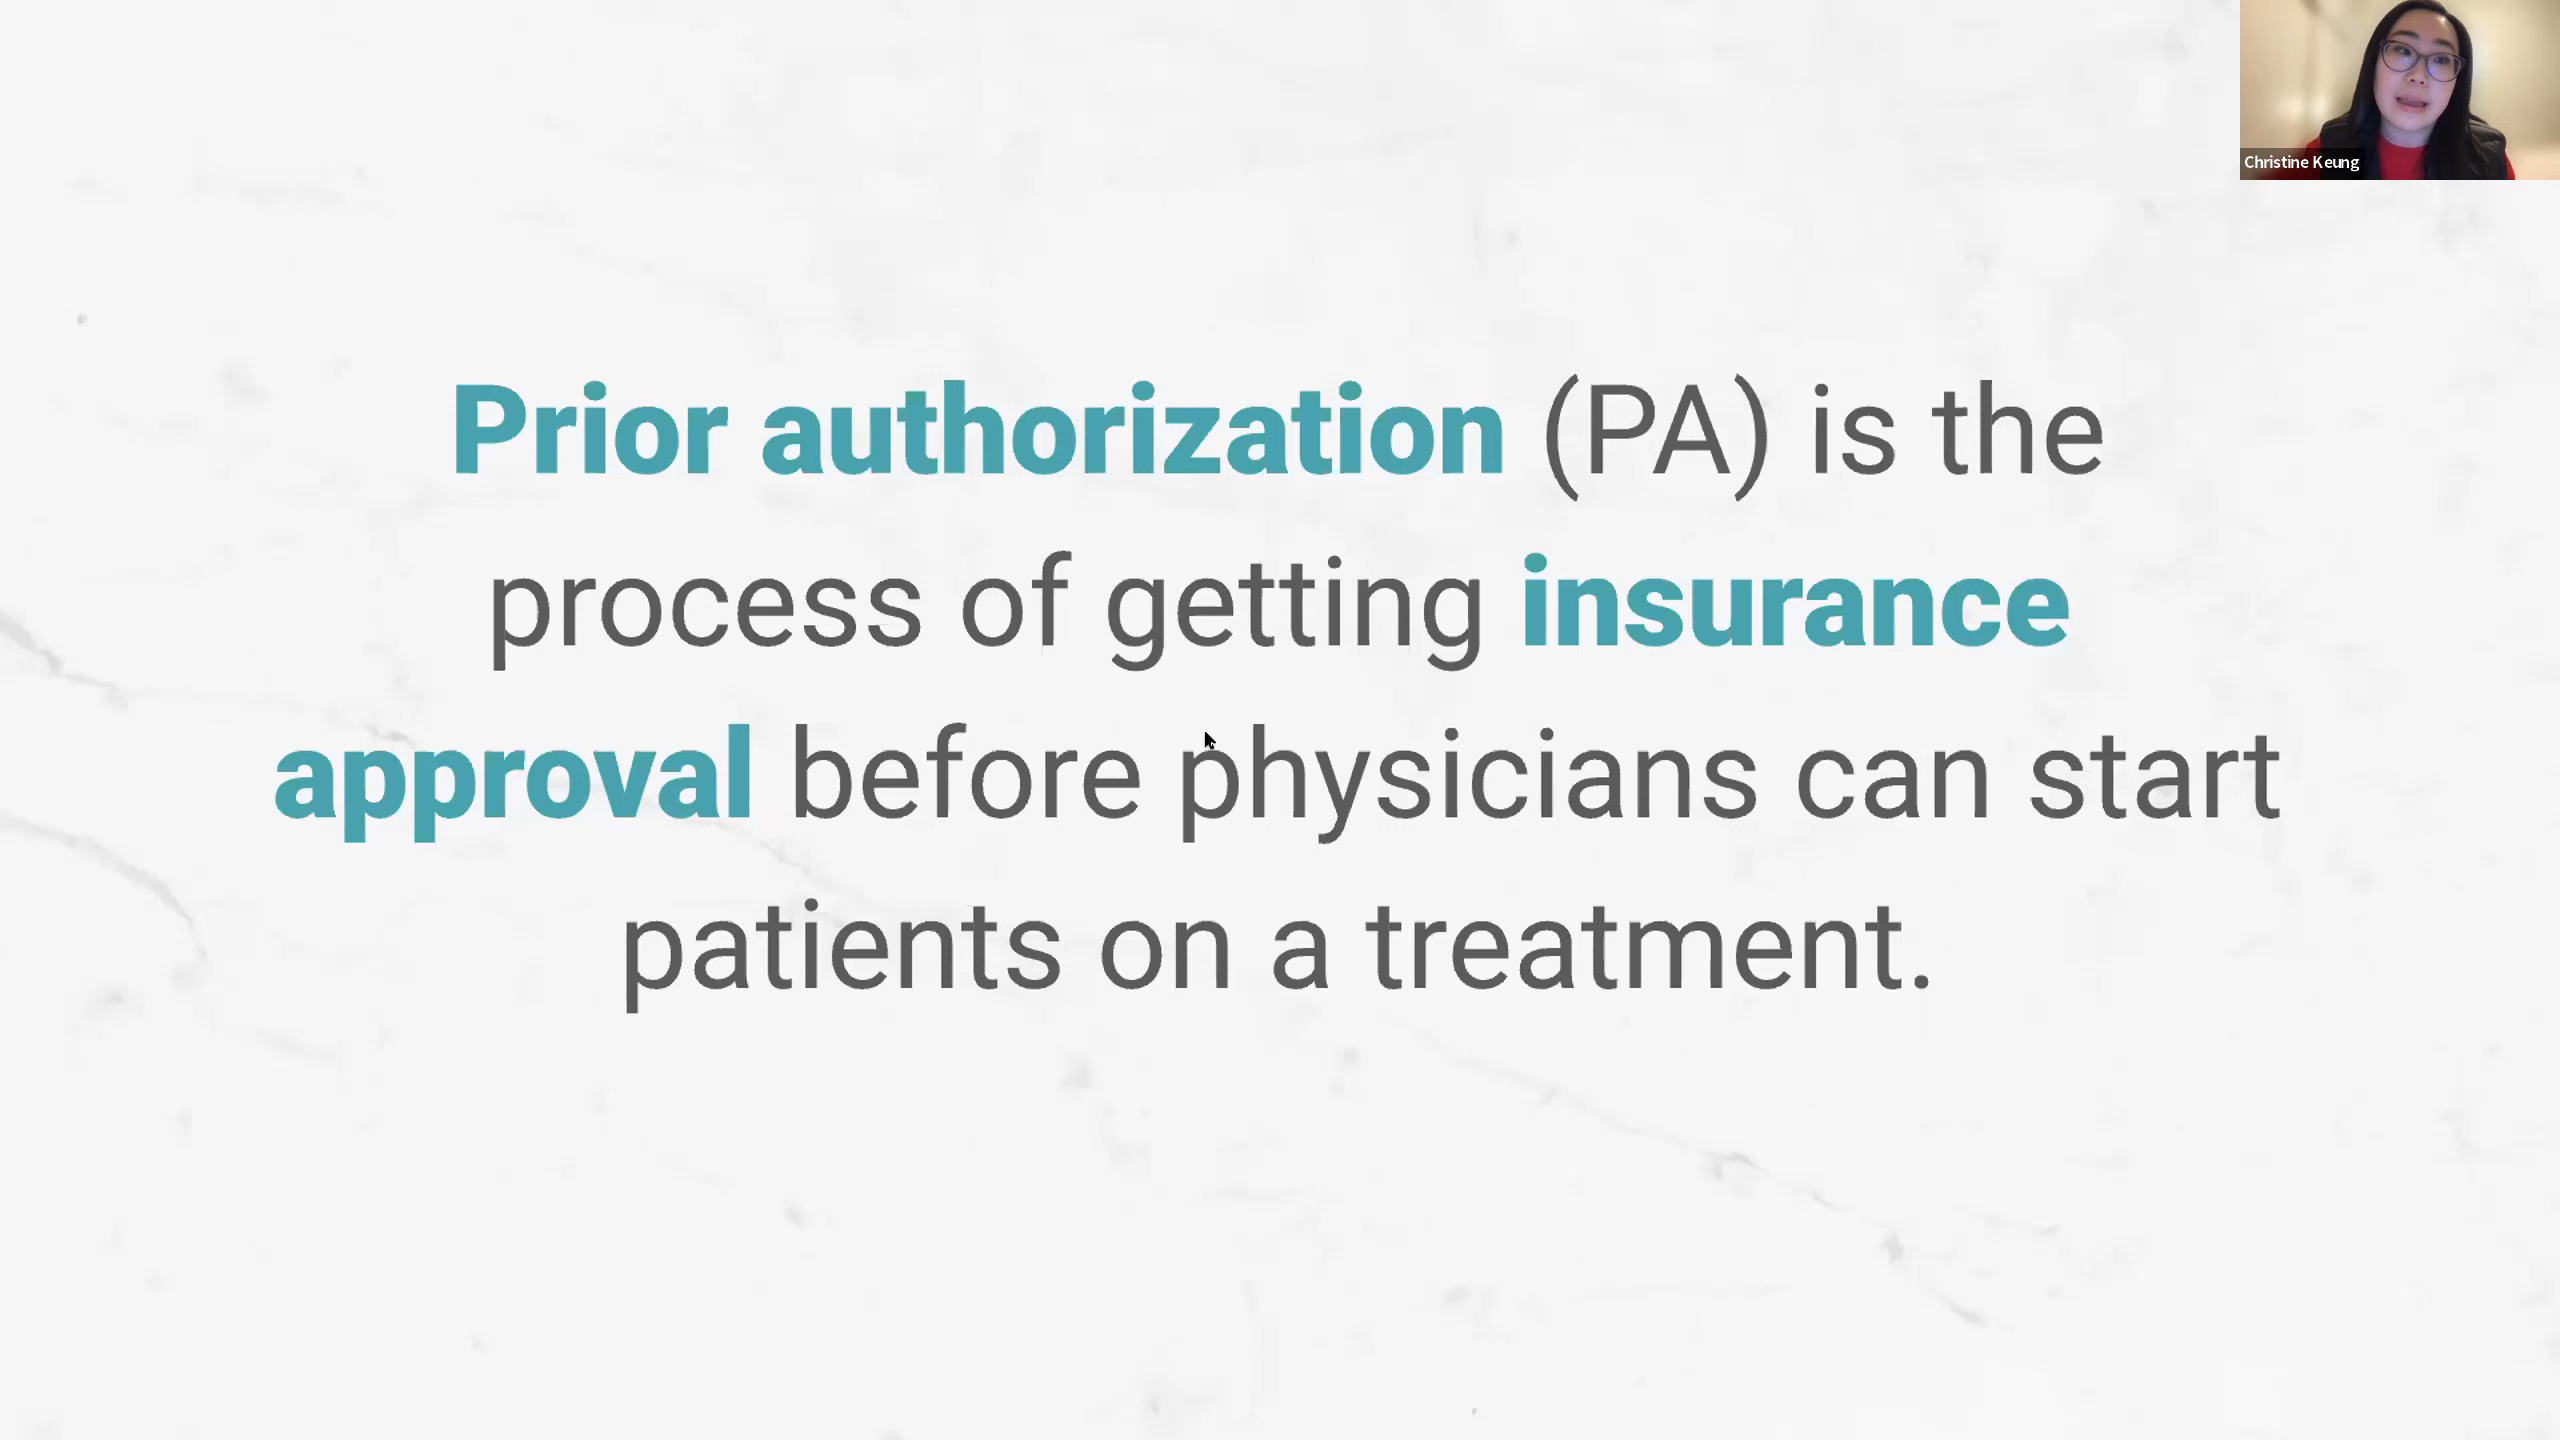 Christine Keung
Prior authorization (PA) is the
process of getting insurance
approval before physicians can start
patients on a treatment.